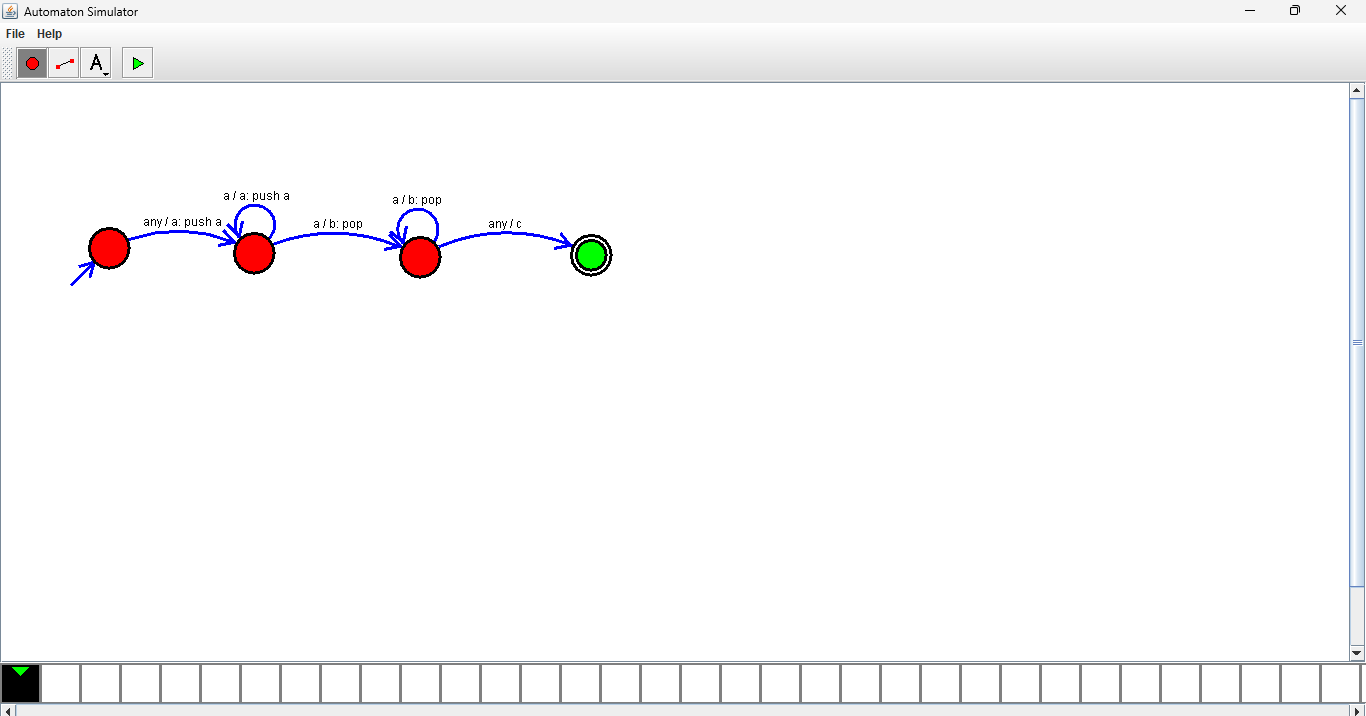 Automaton Simulator
File Help
A
a / a: push a
a / b: pop
any / a: push a
a / b: pop
any / c